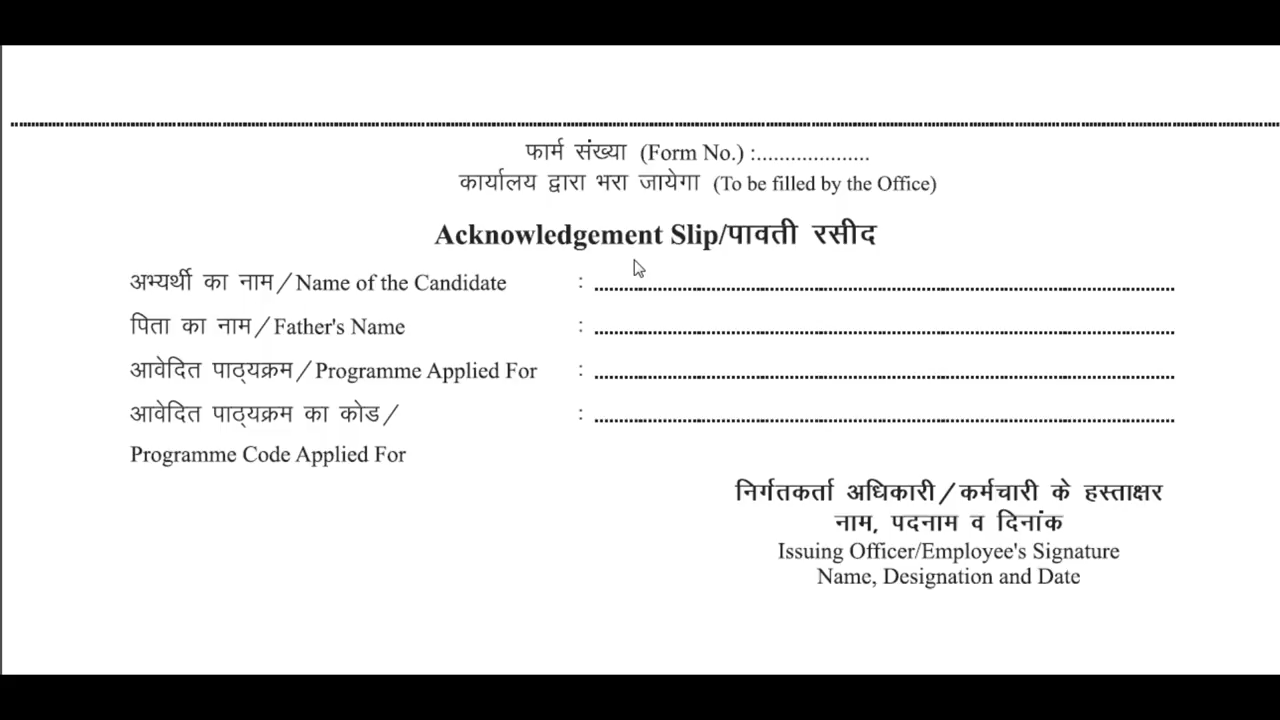 फार्म संख्या (Form No.) :....................
कार्यालय द्वारा भरा जायेगा (To be filled by the Office)
Acknowledgement Slip/पावती रसीद
अभ्यर्थी का नाम/Name of the Candidate :
पिता का नाम/Father's Name :
आवेदित पाठ्यक्रम/Programme Applied For :
आवेदित पाठ्यक्रम का कोड/ :
Programme Code Applied For
निर्गतकर्ता अधिकारी/कर्मचारी के हस्ताक्षर
नाम, पदनाम व दिनांक
Issuing Officer/Employee's Signature
Name, Designation and Date